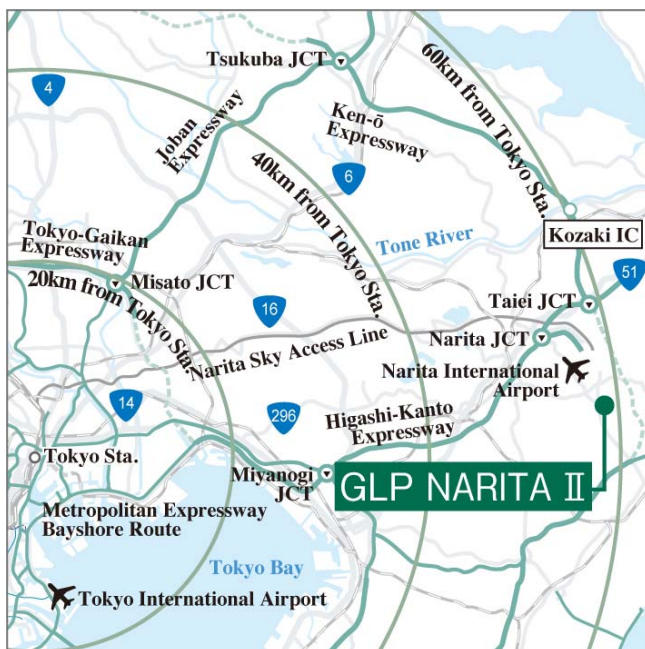 Tsukuba JCT
60km from Tokyo Sta.
4
Joban
Expressway
Ken-ō
Expressway
40km from Tokyo Sta.
6
Tokyo-Gaikan
Expressway
Tone River
Kozaki IC
20km from Tokyo Sta.
Misato JCT
51
16
Taiei JCT
Narita Sky Access Line
Narita JCT
Narita International
Airport
14
296
Higashi-Kanto
Expressway
Tokyo Sta.
Miyanogi
JCT
GLP NARITA Ⅱ
Metropolitan Expressway
Bayshore Route
Tokyo Bay
Tokyo International Airport